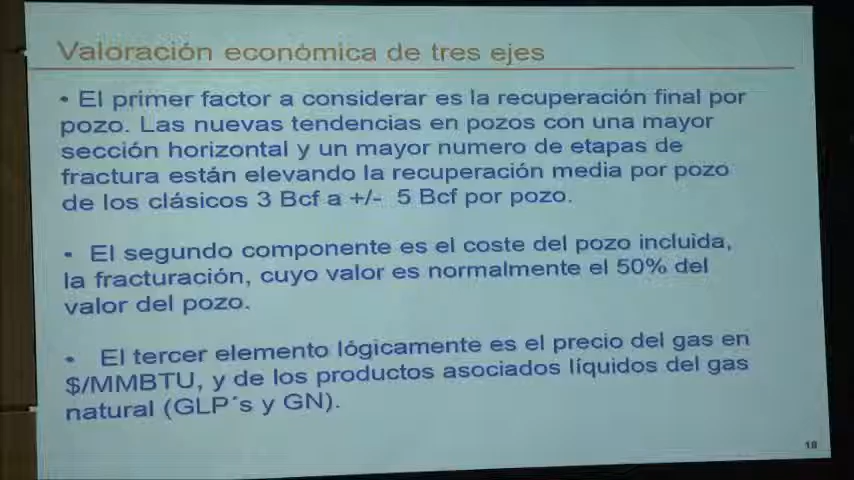 Valoración económica de tres ejes
• El primer factor a considerar es la recuperación final por
pozo. Las nuevas tendencias en pozos con una mayor
sección horizontal y un mayor numero de etapas de
fractura están elevando la recuperación media por pozo
de los clásicos 3 Bcf a +/- 5 Bcf por pozo.
• El segundo componente es el coste del pozo incluida,
la fracturación, cuyo valor es normalmente el 50% del
valor del pozo.
• El tercer elemento lógicamente es el precio del gas en
$/MMBTU, y de los productos asociados líquidos del gas
natural (GLP´s y GN).
18